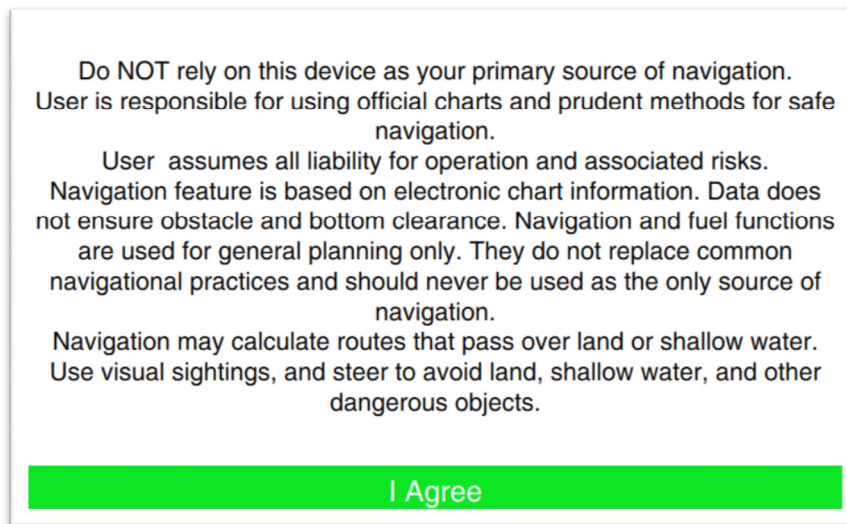 Do NOT rely on this device as your primary source of navigation.
User is responsible for using official charts and prudent methods for safe
navigation.
User  assumes all liability for operation and associated risks.
Navigation feature is based on electronic chart information. Data does
not ensure obstacle and bottom clearance. Navigation and fuel functions
are used for general planning only. They do not replace common
navigational practices and should never be used as the only source of
navigation.
Navigation may calculate routes that pass over land or shallow water.
Use visual sightings, and steer to avoid land, shallow water, and other
dangerous objects.
I Agree